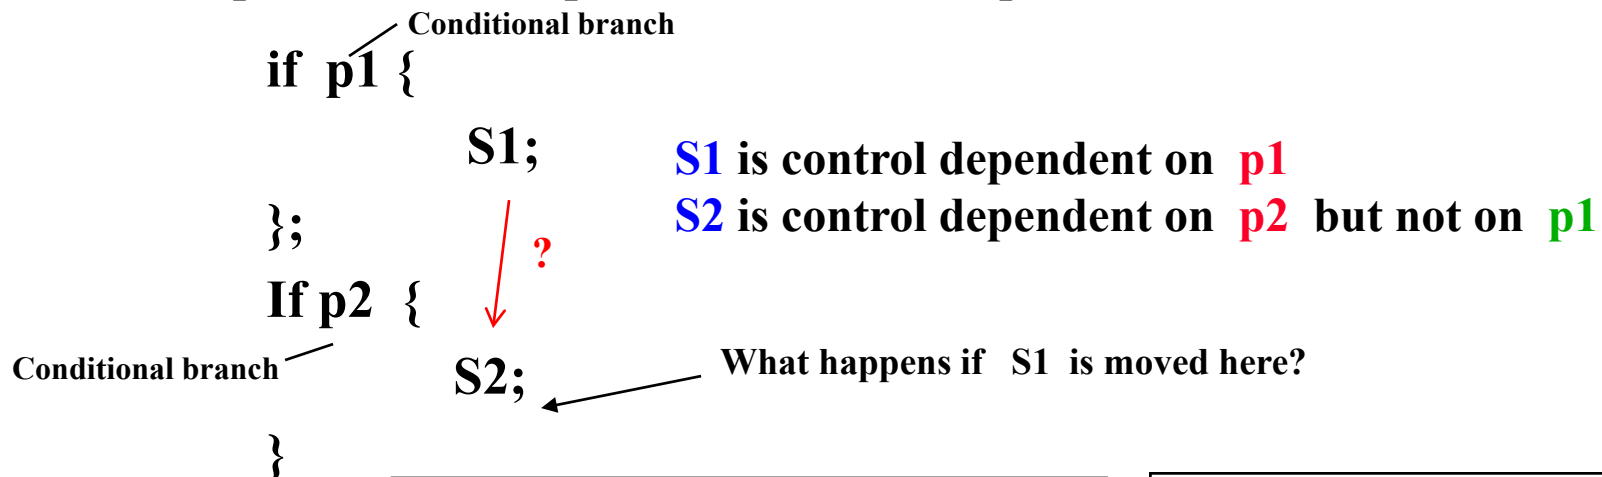 Conditional branch
if p1 {
S1;
S1 is control dependent on p1
S2 is control dependent on p2 but not on p1
};
?
If p2 {
Conditional branch
S2;
What happens if S1 is moved here?
}